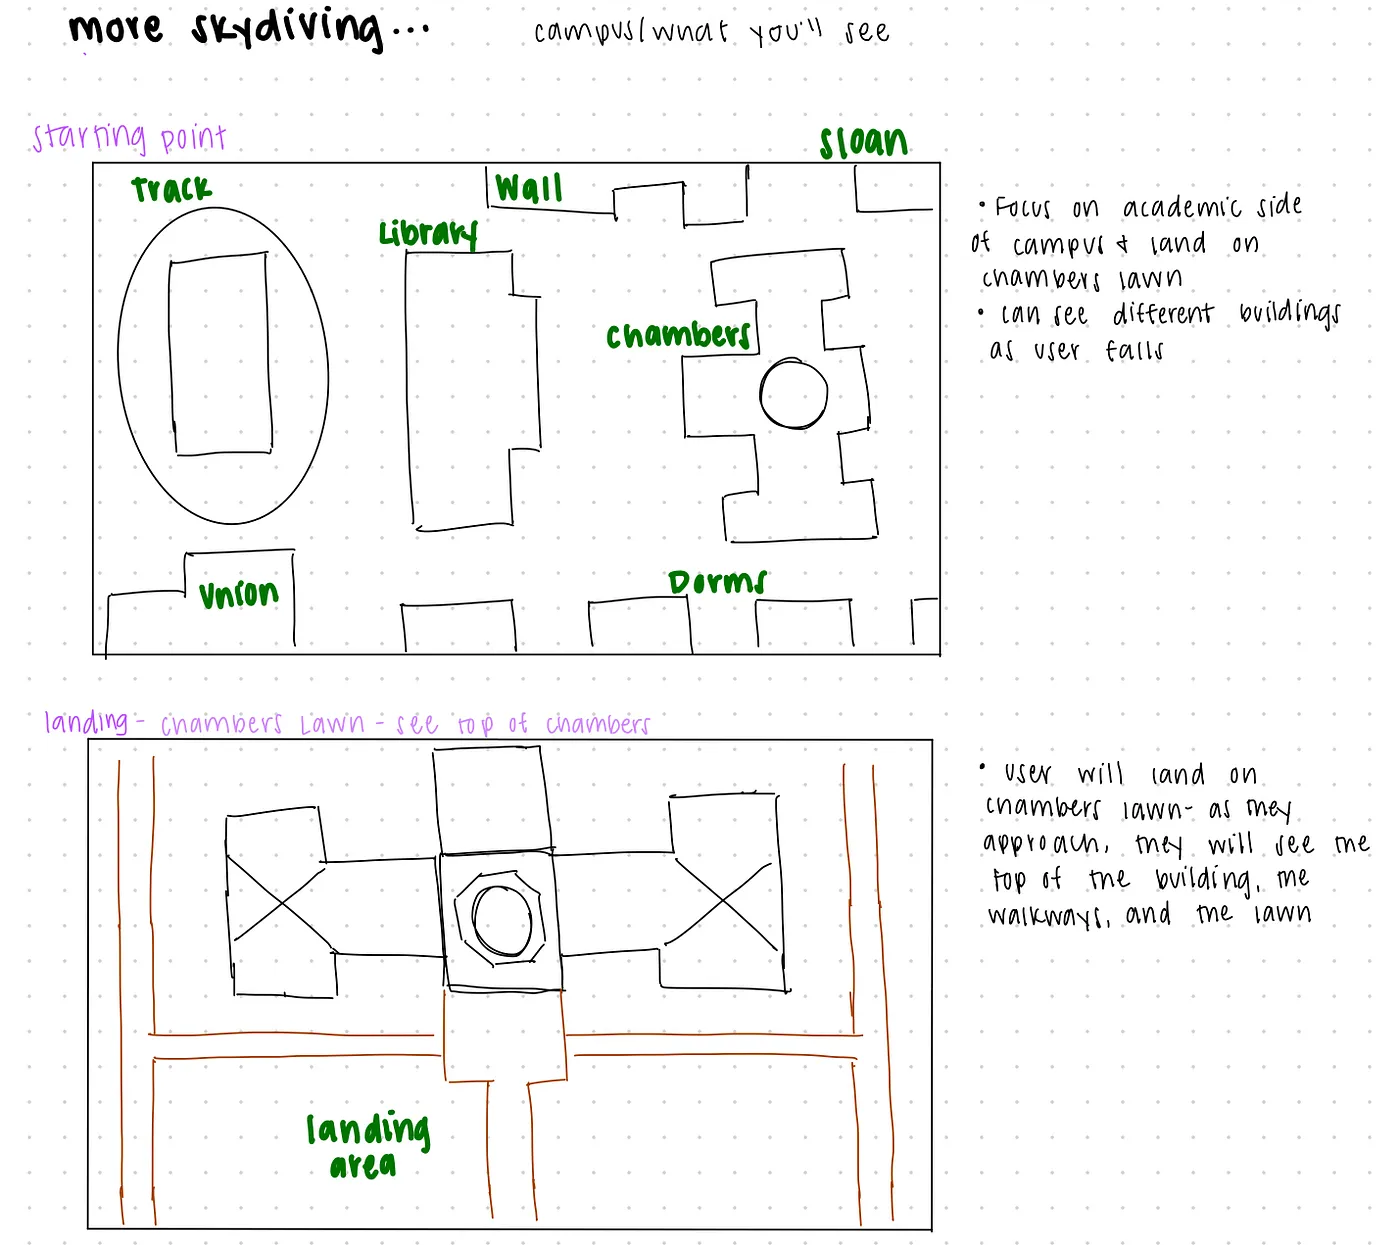 more skydiving...
campus/what you'll see
starting point
sloan
Track
Wall
Library
chambers
Union
Dorms
• Focus on academic side
of campus & land on
chambers lawn
• can see different buildings
as user falls
landing - chambers Lawn - see top of chambers
landing
area
• user will land on
chambers lawn- as they
approach, they will see the
top of the building, the
walkways, and the lawn